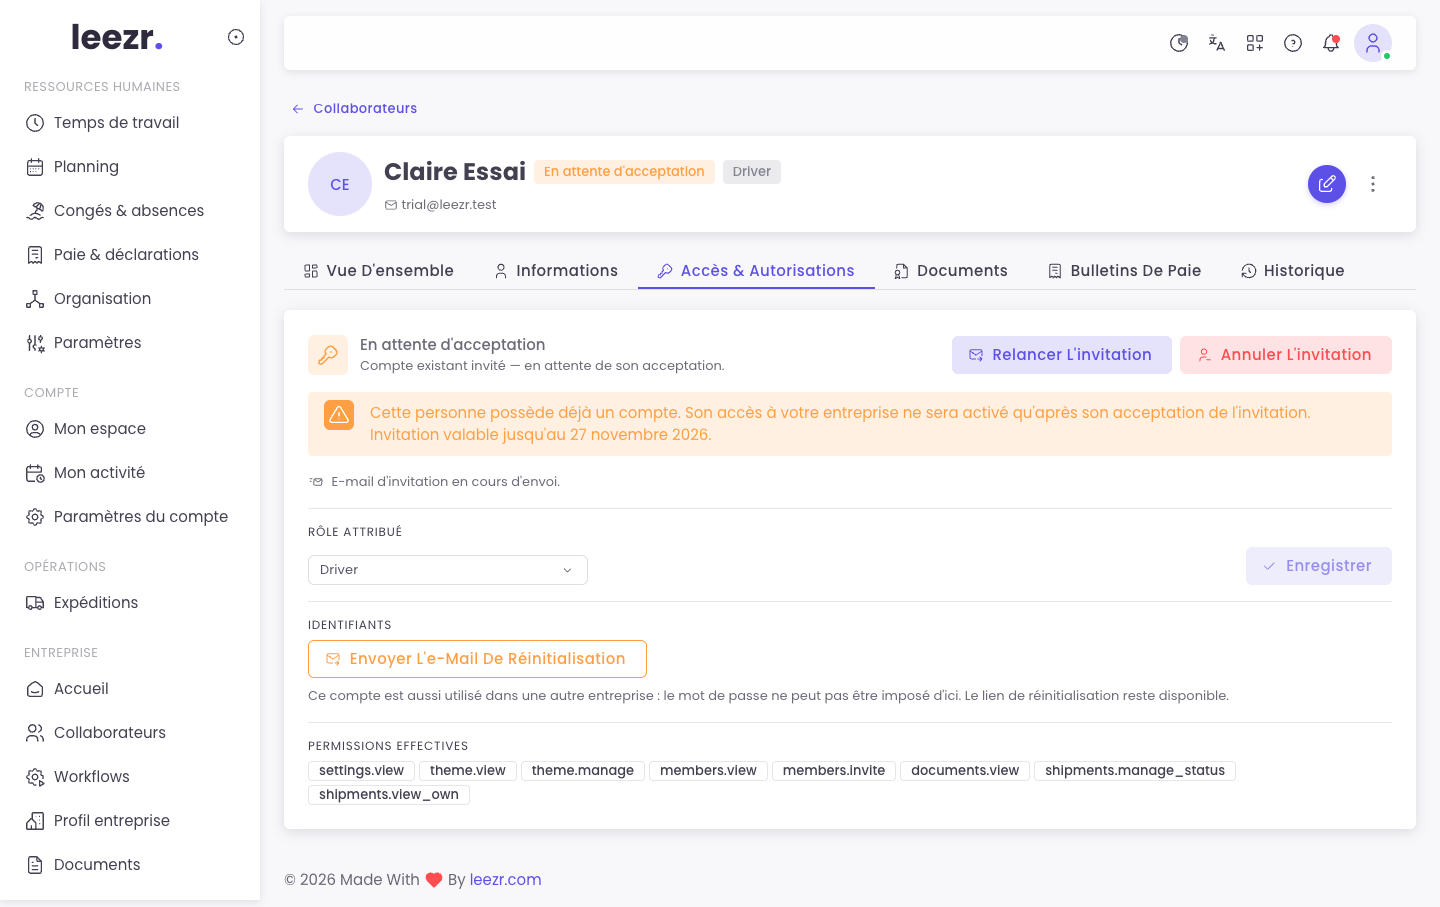 leezr.
RESSOURCES HUMAINES
Temps de travail
Planning
Congés & absences
Paie & déclarations
Organisation
Paramètres
COMPTE
Mon espace
Mon activité
Paramètres du compte
OPÉRATIONS
Expéditions
ENTREPRISE
Accueil
Collaborateurs
Workflows
Profil entreprise
Documents
Collaborateurs
CE
Claire Essai En attente d'acceptation Driver
trial@leezr.test
Vue D'ensemble Informations Accès & Autorisations Documents Bulletins De Paie Historique
En attente d'acceptation
Compte existant invité — en attente de son acceptation.
Relancer L'invitation Annuler L'invitation
Cette personne possède déjà un compte. Son accès à votre entreprise ne sera activé qu'après son acceptation de l'invitation.
Invitation valable jusqu'au 27 novembre 2026.
E-mail d'invitation en cours d'envoi.
RÔLE ATTRIBUÉ
Driver
Enregistrer
IDENTIFIANTS
Envoyer L'e-Mail De Réinitialisation
Ce compte est aussi utilisé dans une autre entreprise : le mot de passe ne peut pas être imposé d'ici. Le lien de réinitialisation reste disponible.
PERMISSIONS EFFECTIVES
settings.view theme.view theme.manage members.view members.invite documents.view shipments.manage_status
shipments.view_own
© 2026 Made With By leezr.com